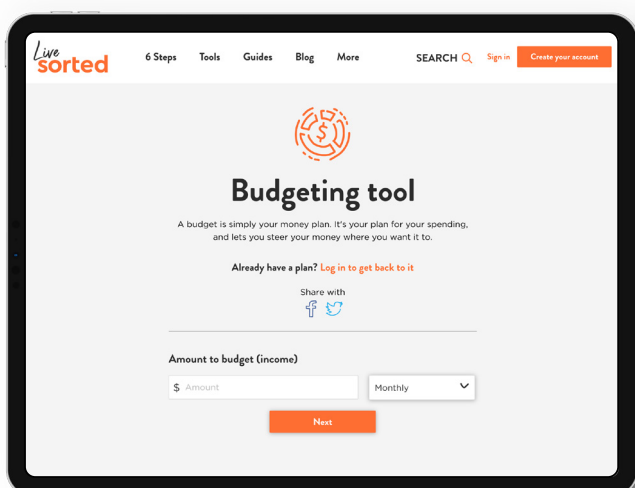 Live
sorted
6 Steps Tools Guides Blog More SEARCH Sign in Create your account
$
Budgeting tool
A budget is simply your money plan. It's your plan for your spending,
and lets you steer your money where you want it to.
Already have a plan? Log in to get back to it
Share with
Amount to budget (income)
$ Amount Monthly
Next